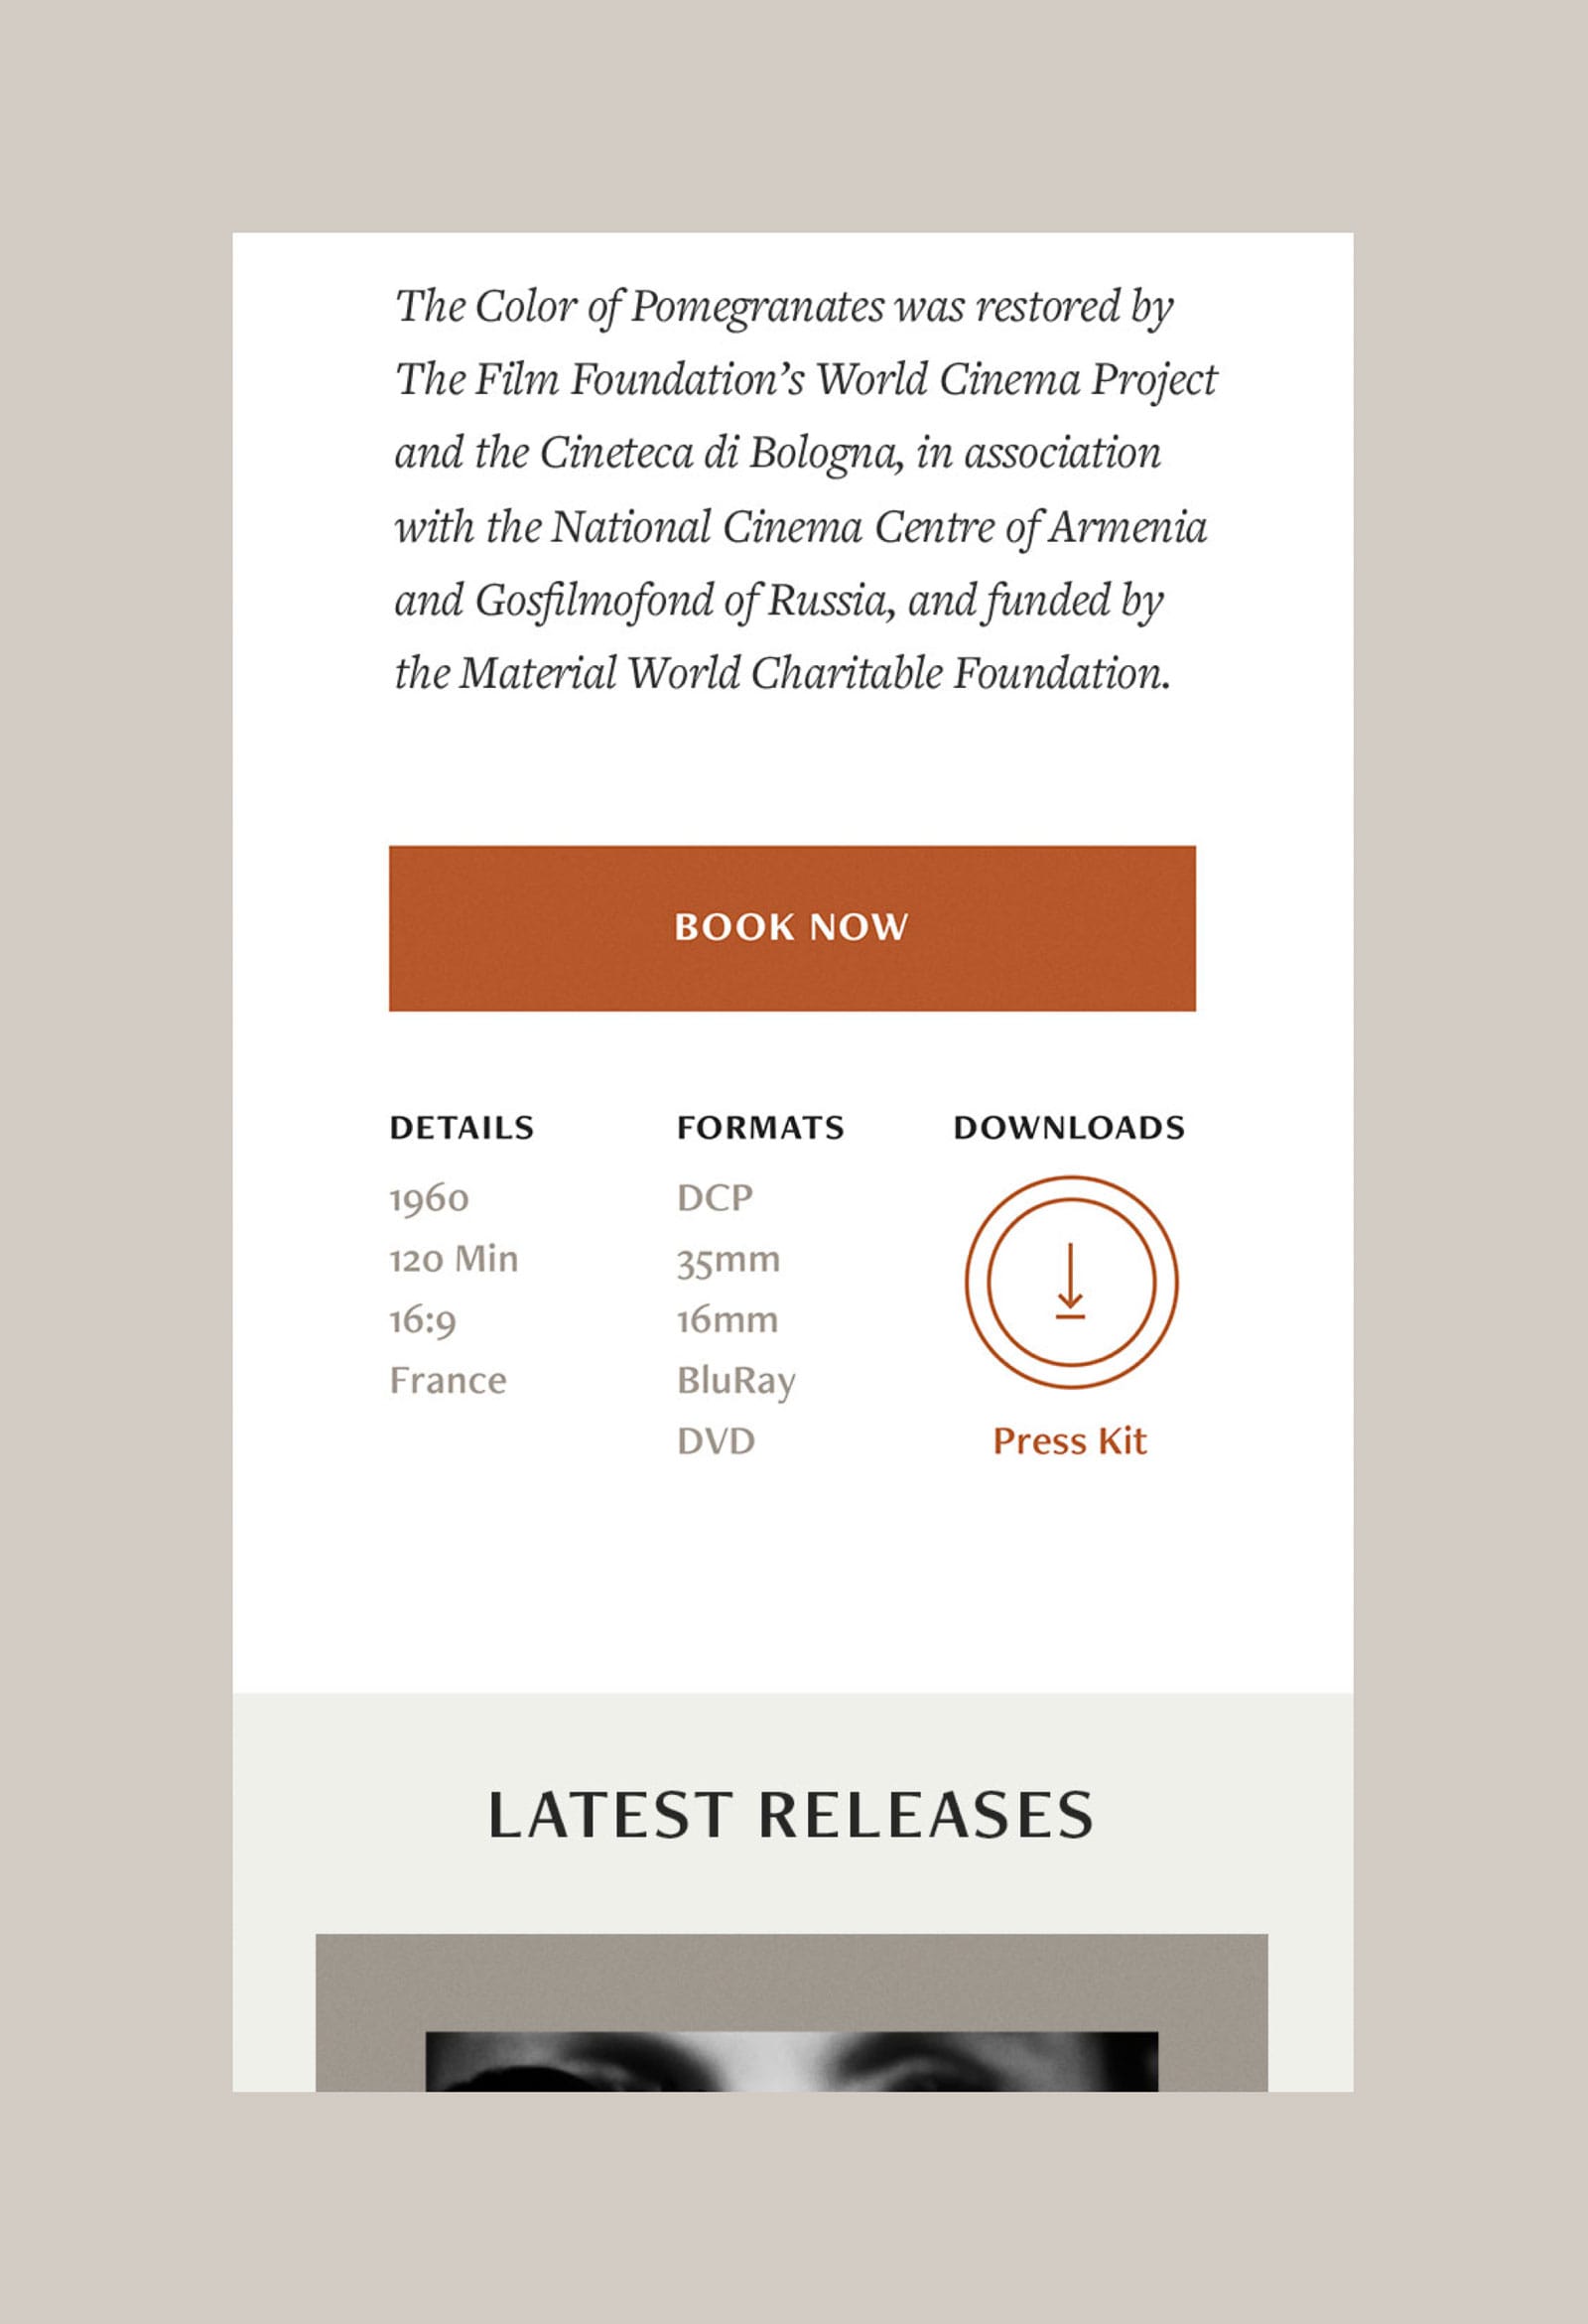 The Color of Pomegranates was restored by
The Film Foundation’s World Cinema Project
and the Cineteca di Bologna, in association
with the National Cinema Centre of Armenia
and Gosfilmofond of Russia, and funded by
the Material World Charitable Foundation.
BOOK NOW
DETAILS
1960
120 Min
16:9
France
FORMATS
DCP
35mm
16mm
BluRay
DVD
DOWNLOADS
Press Kit
LATEST RELEASES